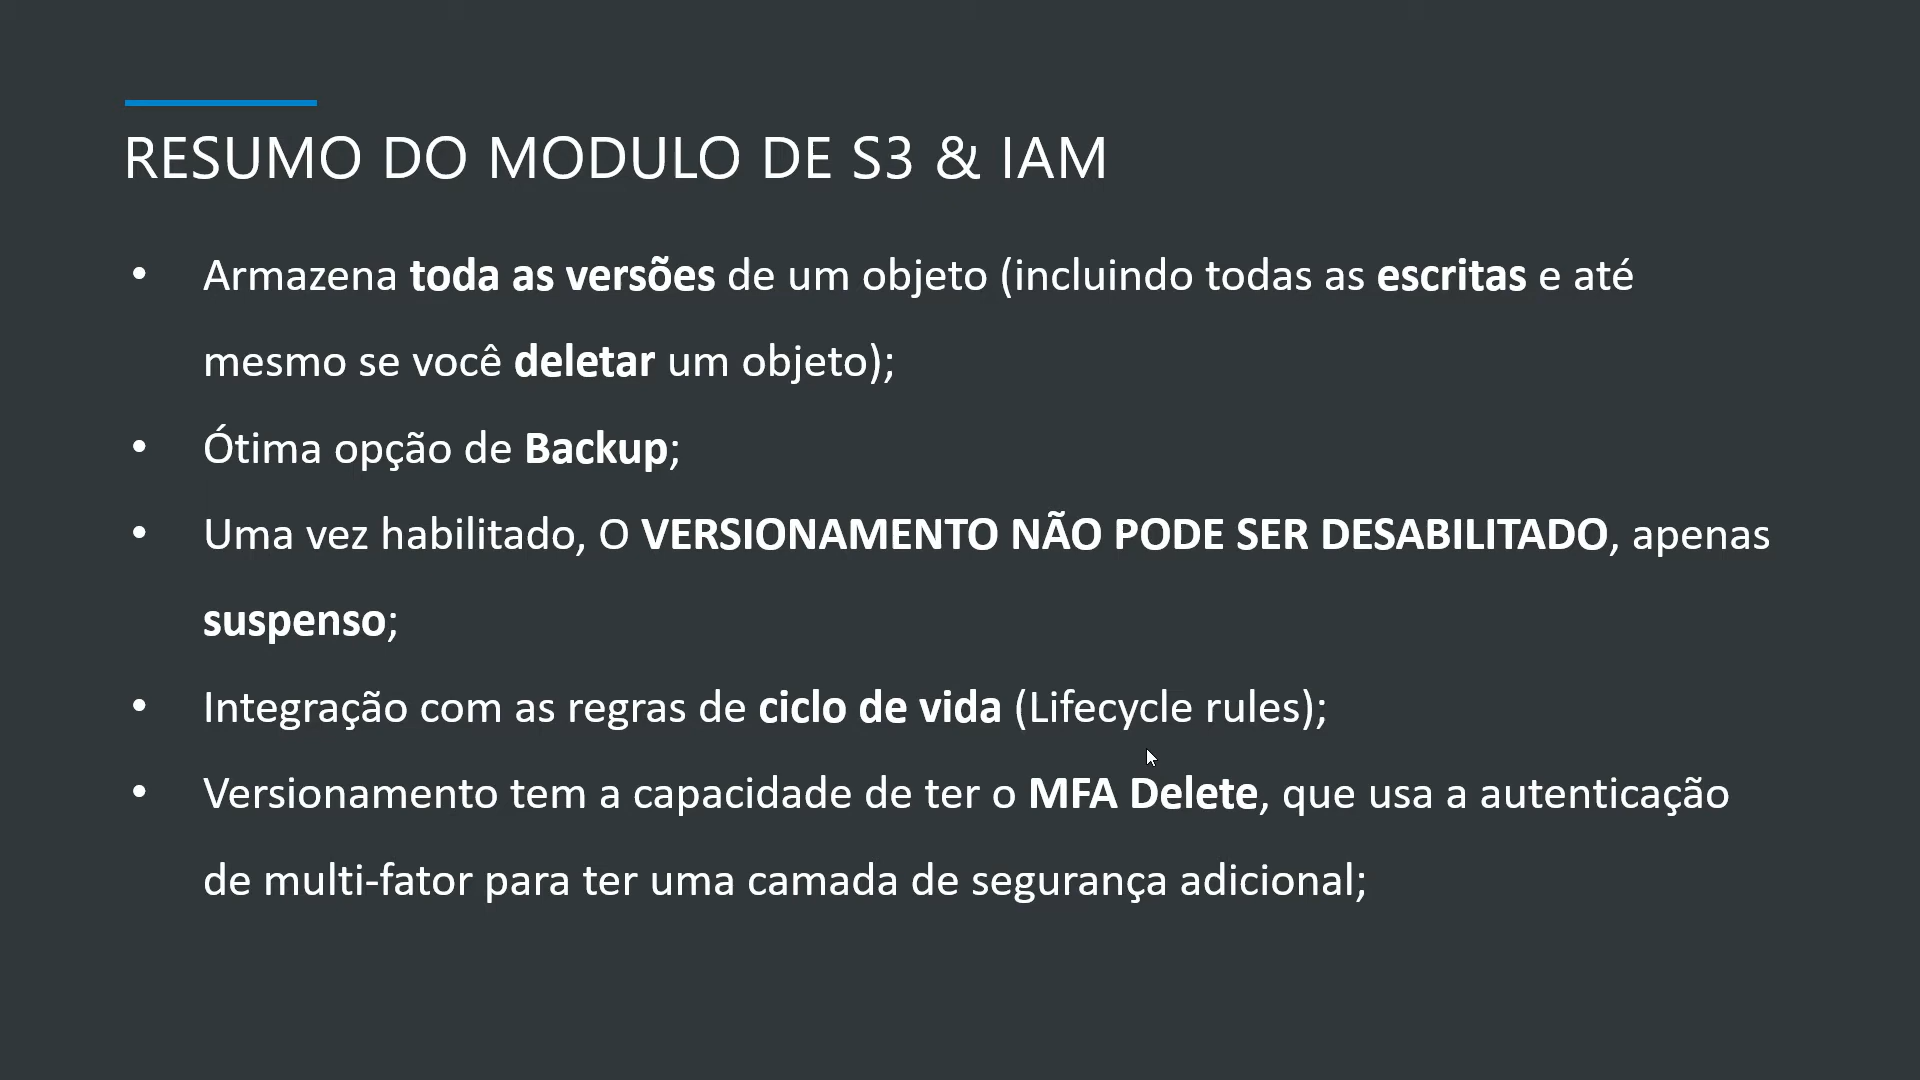 RESUMO DO MODULO DE S3 & IAM
• Armazena toda as versões de um objeto (incluindo todas as escritas e até
mesmo se você deletar um objeto);
• Ótima opção de Backup;
• Uma vez habilitado, O VERSIONAMENTO NÃO PODE SER DESABILITADO, apenas
suspenso;
• Integração com as regras de ciclo de vida (Lifecycle rules);
• Versionamento tem a capacidade de ter o MFA Delete, que usa a autenticação
de multi-fator para ter uma camada de segurança adicional;